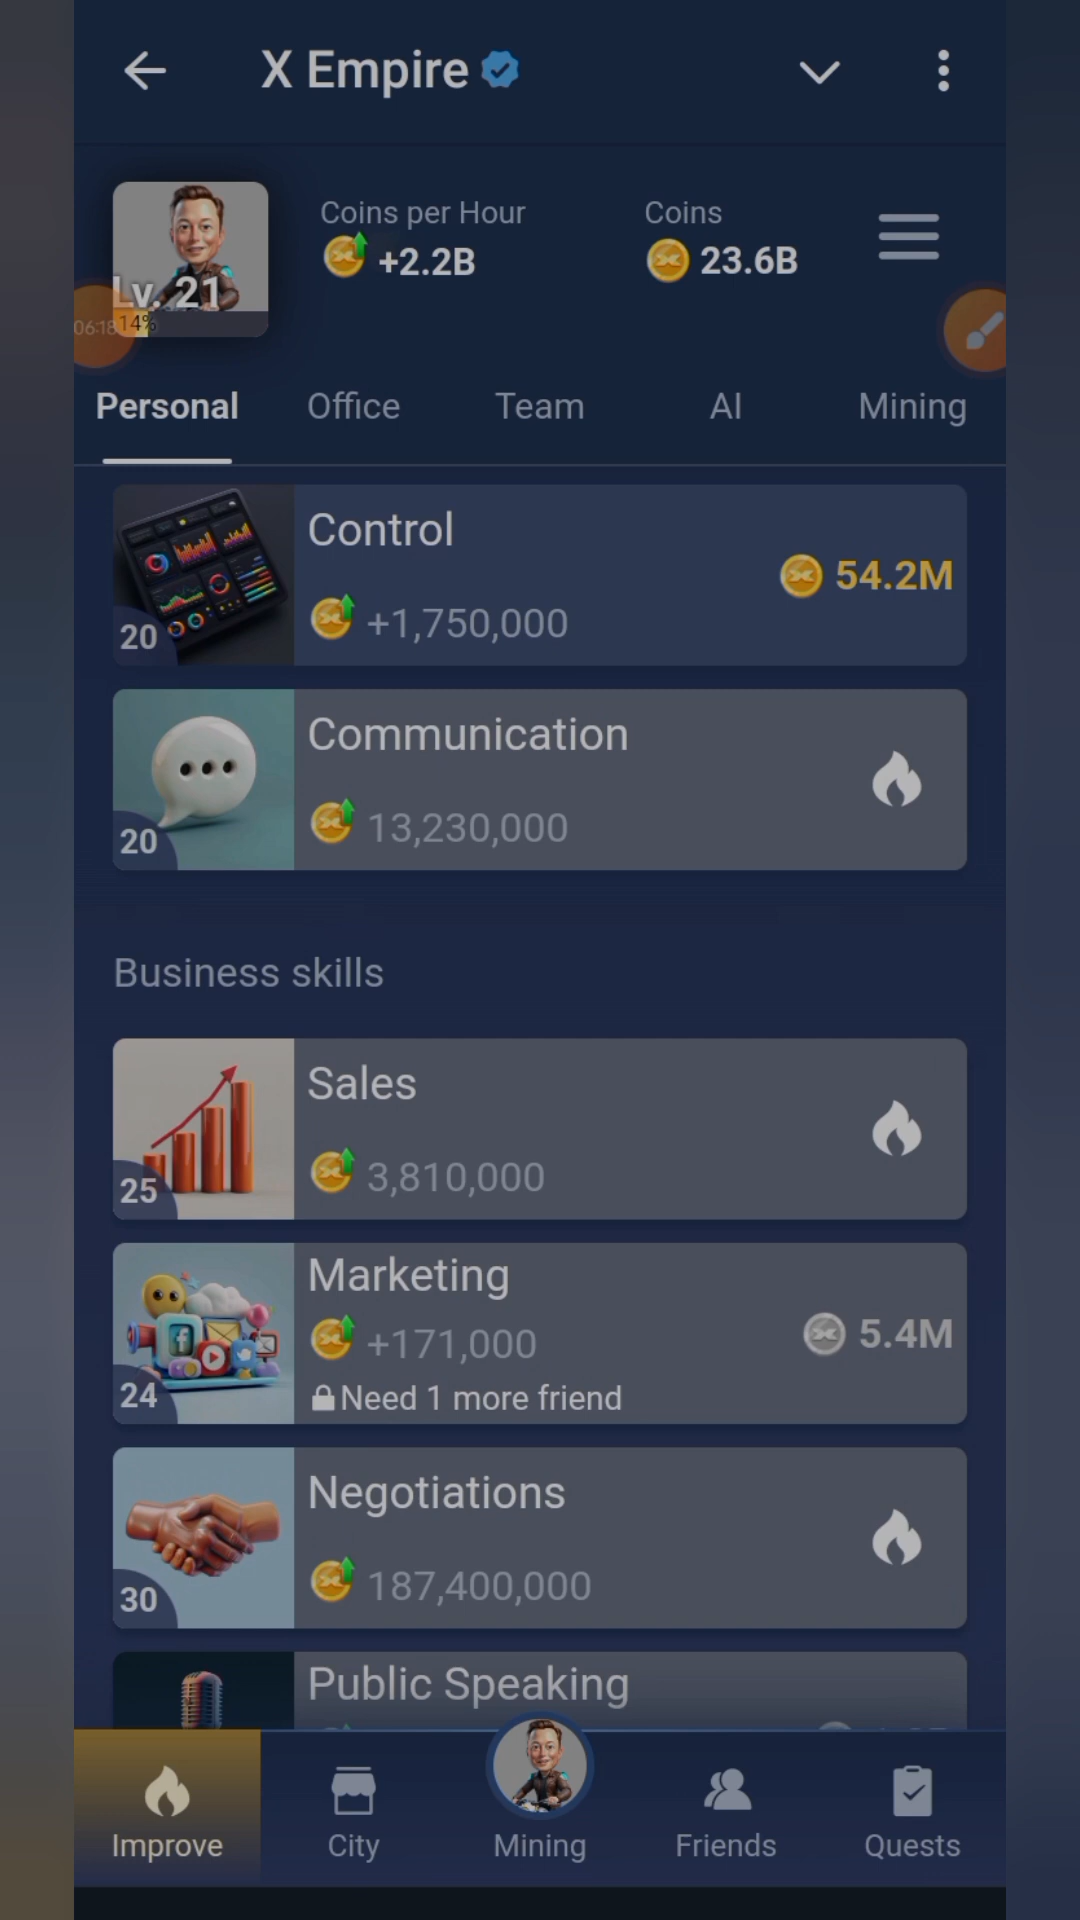 X Empire
Coins per Hour
+2.2B
Coins
23.6B
Lv. 21
14%
06:18
Personal
Office
Team
AI
Mining
Control
+1,750,000
54.2M
20
Communication
13,230,000
20
Business skills
Sales
3,810,000
25
Marketing
+171,000
5.4M
Need 1 more friend
24
Negotiations
187,400,000
30
Public Speaking
Improve
City
Mining
Friends
Quests